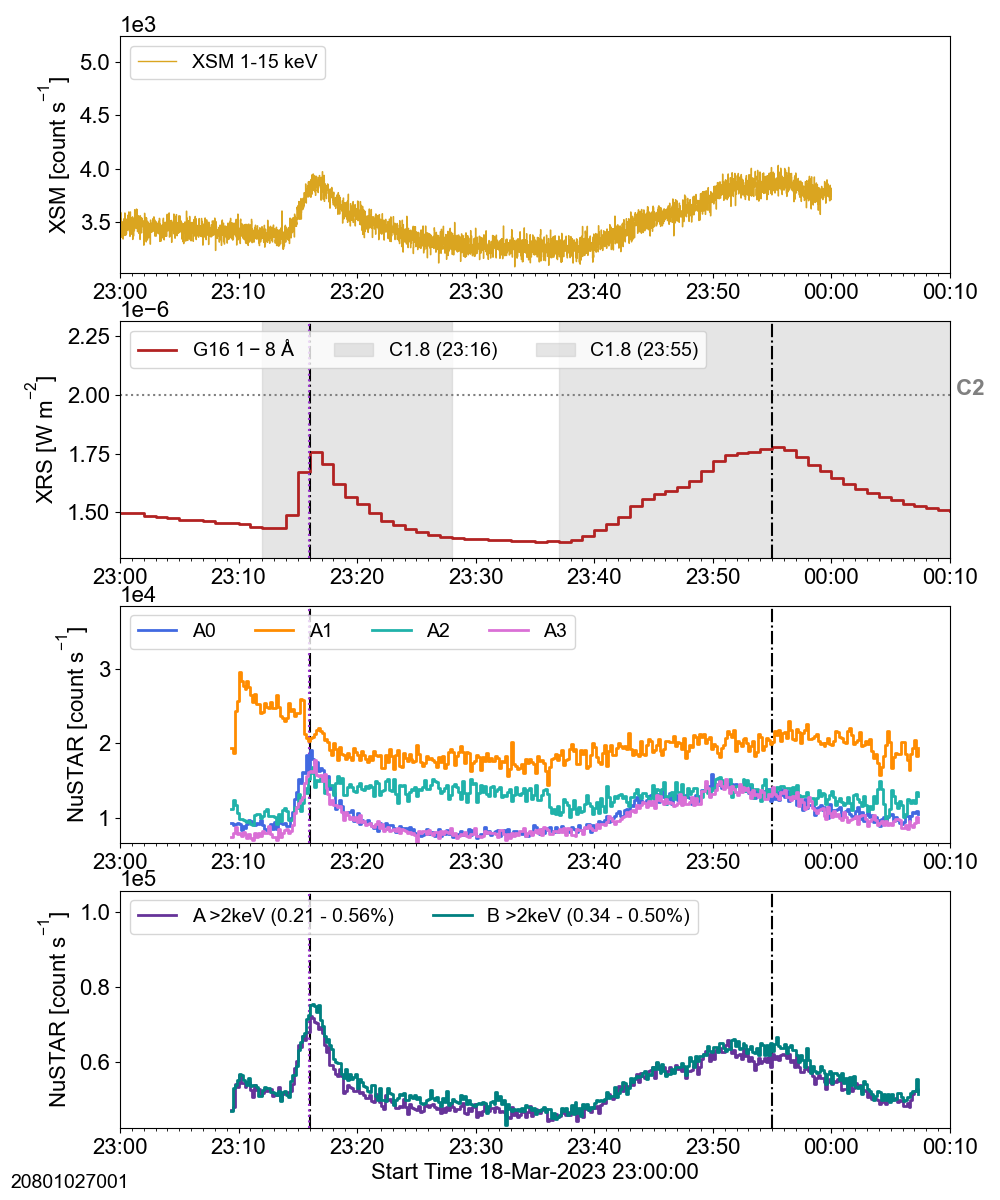 1e3
XSM 1-15 keV
5.0
4.5
4.0
3.5
XSM [count s⁻¹]
23:00 23:10 23:20 23:30 23:40 23:50 00:00 00:10
1e−6
G16 1 − 8 Å C1.8 (23:16) C1.8 (23:55)
2.25
2.00
1.75
1.50
C2
XRS [W m⁻²]
23:00 23:10 23:20 23:30 23:40 23:50 00:00 00:10
1e4
A0 A1 A2 A3
3
2
1
NuSTAR [count s⁻¹]
23:00 23:10 23:20 23:30 23:40 23:50 00:00 00:10
1e5
A >2keV (0.21 - 0.56%) B >2keV (0.34 - 0.50%)
1.0
0.8
0.6
NuSTAR [count s⁻¹]
23:00 23:10 23:20 23:30 23:40 23:50 00:00 00:10
Start Time 18-Mar-2023 23:00:00
20801027001